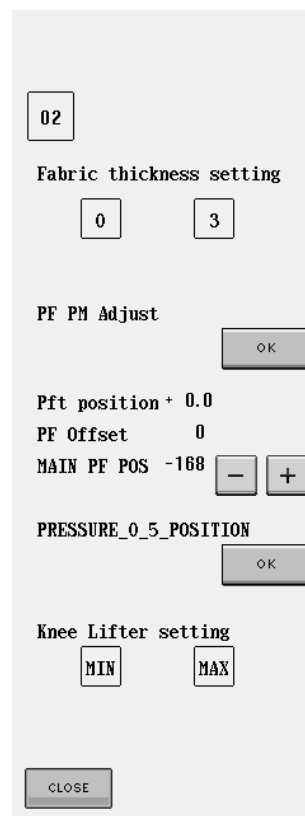 02
Fabric thickness setting
0 3
PF PM Adjust
OK
Pft position + 0.0
PF Offset 0
MAIN PF POS -168 − +
PRESSURE_0_5_POSITION
OK
Knee Lifter setting
MIN MAX
CLOSE